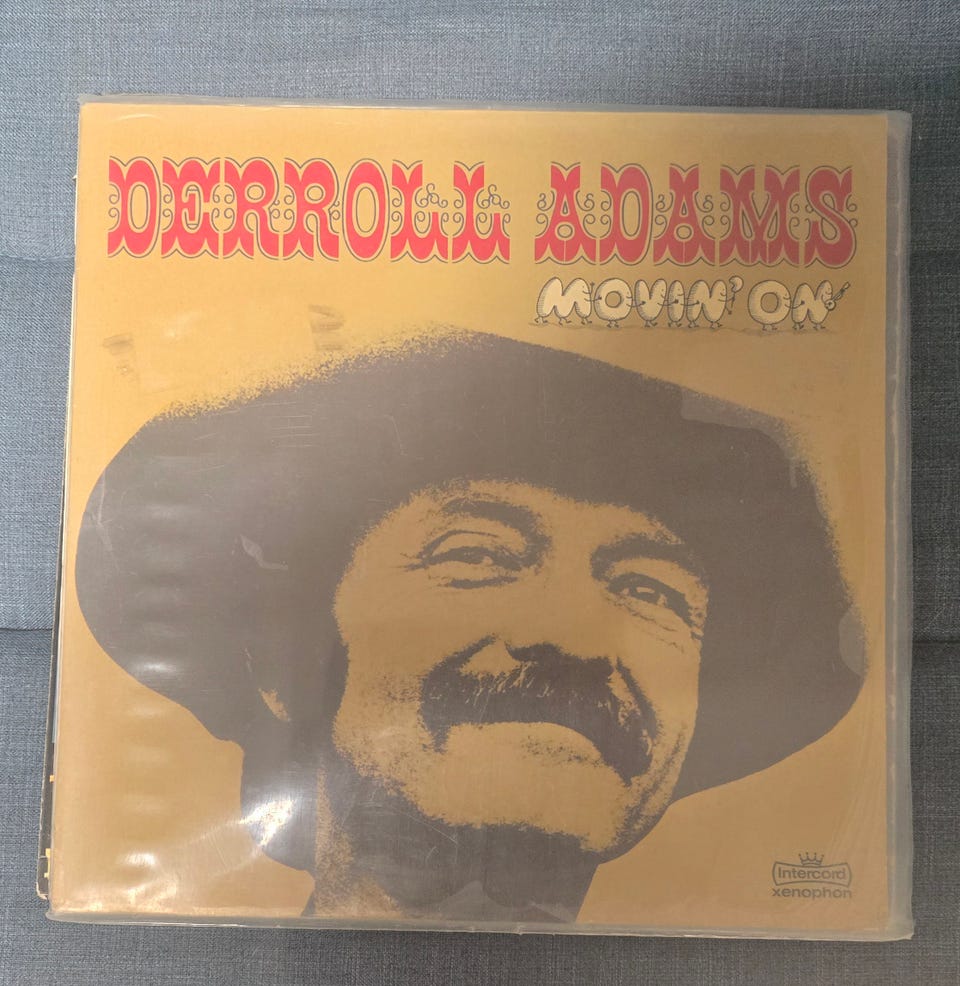 DERROLL ADAMS
MOVIN' ON
Intercord
xenophon